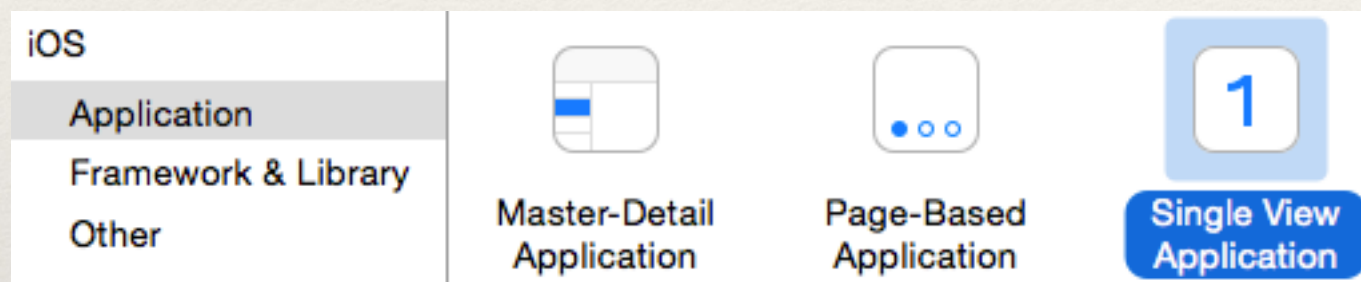 iOS
Application
Framework & Library
Other
Master-Detail
Application
Page-Based
Application
1
Single View
Application